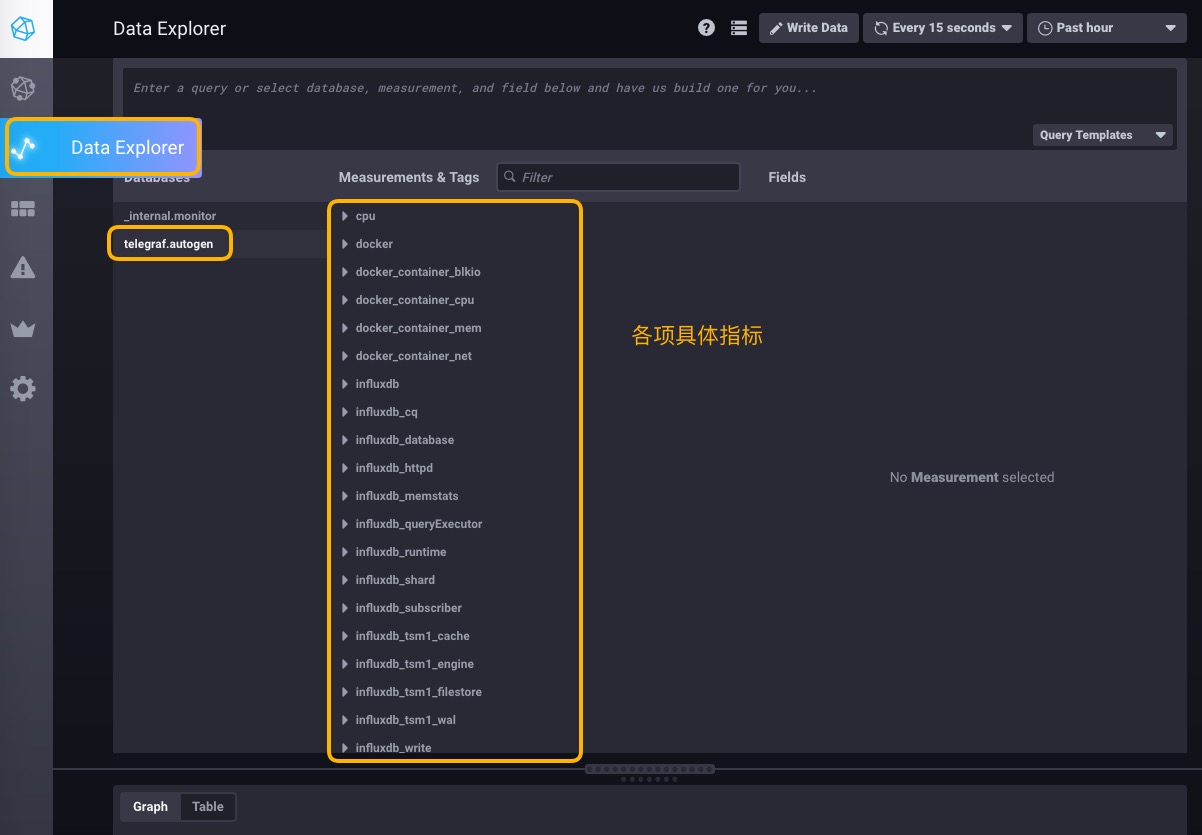 Data Explorer
Write Data
Every 15 seconds
Past hour
Enter a query or select database, measurement, and field below and have us build one for you...
Query Templates
Data Explorer
Databases
Measurements & Tags
Filter
Fields
_internal.monitor
telegraf.autogen
cpu
docker
docker_container_blkio
docker_container_cpu
docker_container_mem
docker_container_net
influxdb
influxdb_cq
influxdb_database
influxdb_httpd
influxdb_memstats
influxdb_queryExecutor
influxdb_runtime
influxdb_shard
influxdb_subscriber
influxdb_tsm1_cache
influxdb_tsm1_engine
influxdb_tsm1_filestore
influxdb_tsm1_wal
influxdb_write
各项具体指标
No Measurement selected
Graph
Table